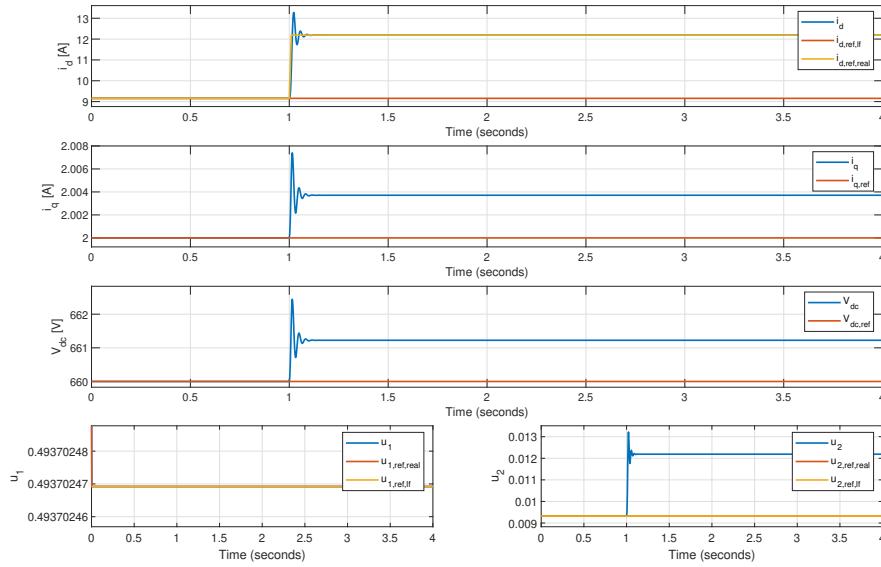 i_d [A]
13
12
11
10
9
0 0.5 1 1.5 2 2.5 3 3.5 4
Time (seconds)
i_d
i_d,ref,lf
i_d,ref,real
i_q [A]
2.008
2.006
2.004
2.002
2
0 0.5 1 1.5 2 2.5 3 3.5 4
Time (seconds)
i_q
i_q,ref
V_dc [V]
662
661
660
0 0.5 1 1.5 2 2.5 3 3.5 4
Time (seconds)
V_dc
V_dc,ref
u_1
0.49370248
0.49370247
0.49370246
0 0.5 1 1.5 2 2.5 3 3.5 4
Time (seconds)
u_1
u_1,ref,real
u_1,ref,lf
u_2
0.013
0.012
0.011
0.01
0.009
0 0.5 1 1.5 2 2.5 3 3.5 4
Time (seconds)
u_2
u_2,ref,real
u_2,ref,lf